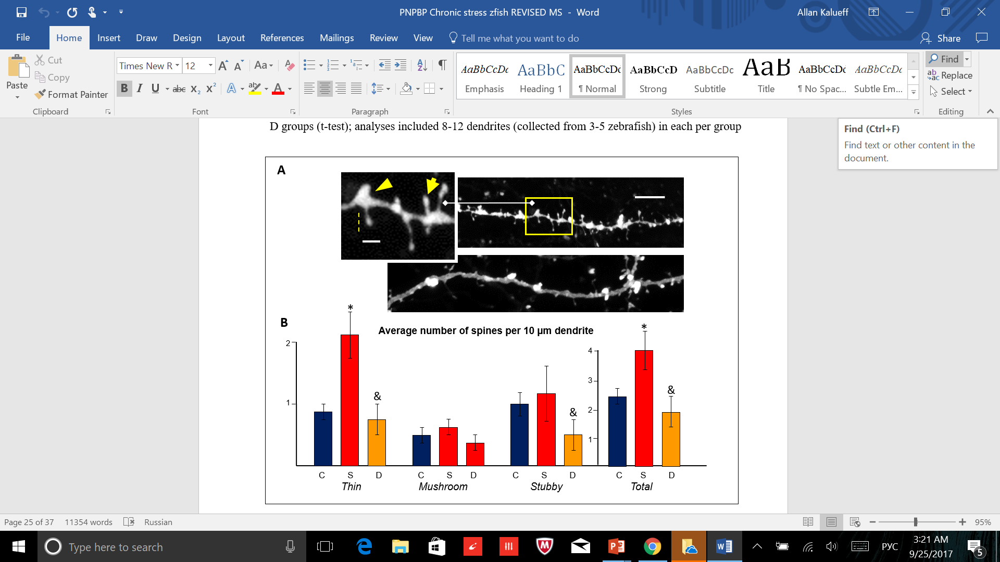 PNPBP Chronic stress zfish REVISED MS - Word
Allan Kalueff
File Home Insert Draw Design Layout References Mailings Review View Tell me what you want to do
Share
Paste
Cut
Copy
Format Painter
Clipboard
Times New R 12
Aa
B I U abc X₂ X² A ab A
Font
Paragraph
AaBbCcDc AaBbC AaBbCcDc AaBbCcD AaBbCcDc AaB AaBbCcDc AaBbCcDc
Emphasis Heading 1 ¶ Normal Strong Subtitle Title ¶ No Spac... Subtle Em...
Styles
Find
Replace
Select
Editing
Find (Ctrl+F)
Find text or other content in the
document.
D groups (t-test); analyses included 8-12 dendrites (collected from 3-5 zebrafish) in each per group
A
B
Average number of spines per 10 µm dendrite
* & & * &
2
1
4
3
2
1
C S D C S D C S D C S D
Thin Mushroom Stubby Total
Page 25 of 37 11354 words Russian
95%
Type here to search
РУС
3:21 AM
9/25/2017
5